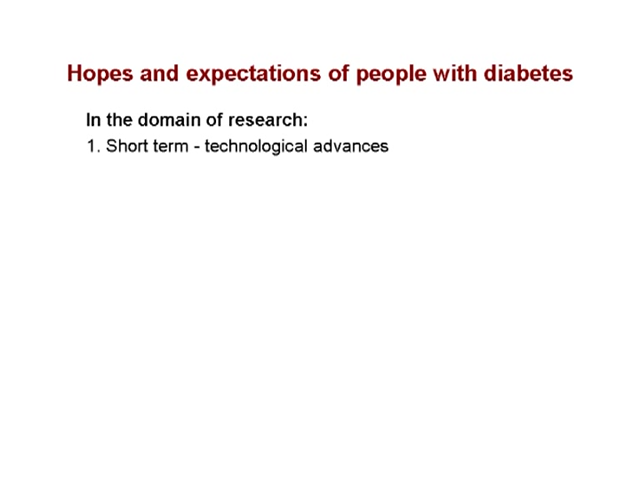 Hopes and expectations of people with diabetes
In the domain of research:
1. Short term - technological advances